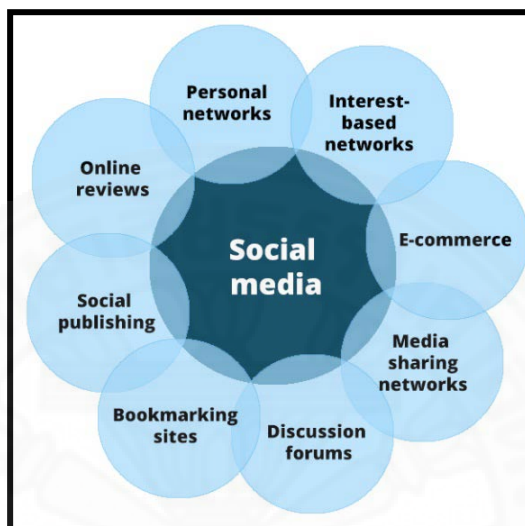 Personal
networks
Interest-
based
networks
Online
reviews
E-commerce
Social
media
Social
publishing
Media
sharing
networks
Bookmarking
sites
Discussion
forums